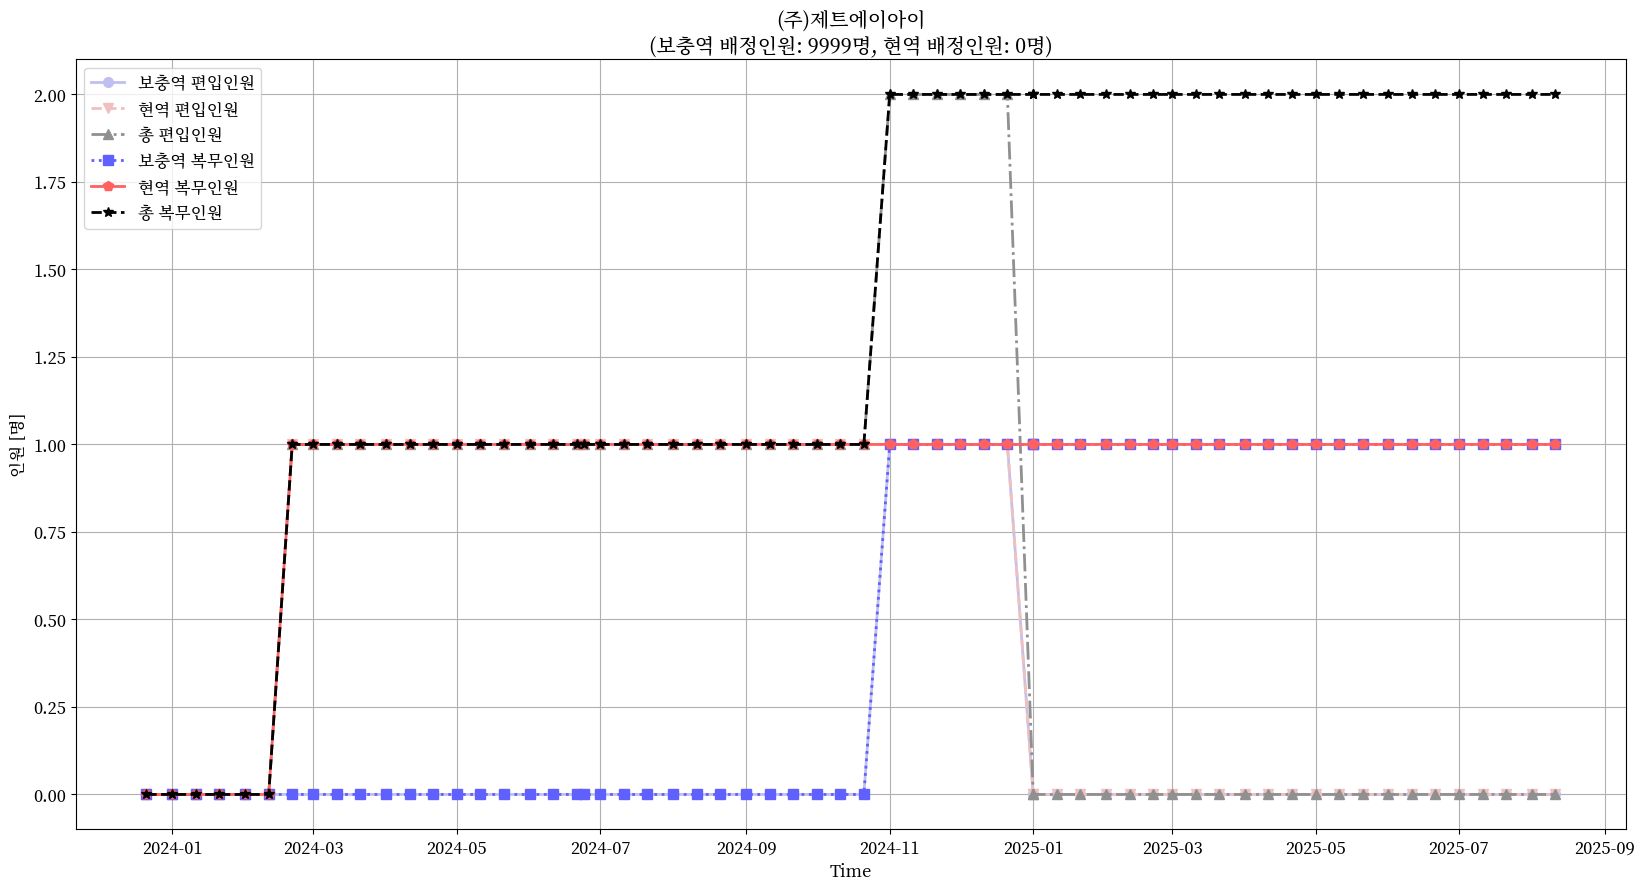 (주)제트에이아이
(보충역 배정인원: 9999명, 현역 배정인원: 0명)
보충역 편입인원
현역 편입인원
총 편입인원
보충역 복무인원
현역 복무인원
총 복무인원
2.00
1.75
1.50
1.25
1.00
0.75
0.50
0.25
0.00
인원 [명]
2024-01
2024-03
2024-05
2024-07
2024-09
2024-11
2025-01
2025-03
2025-05
2025-07
2025-09
Time